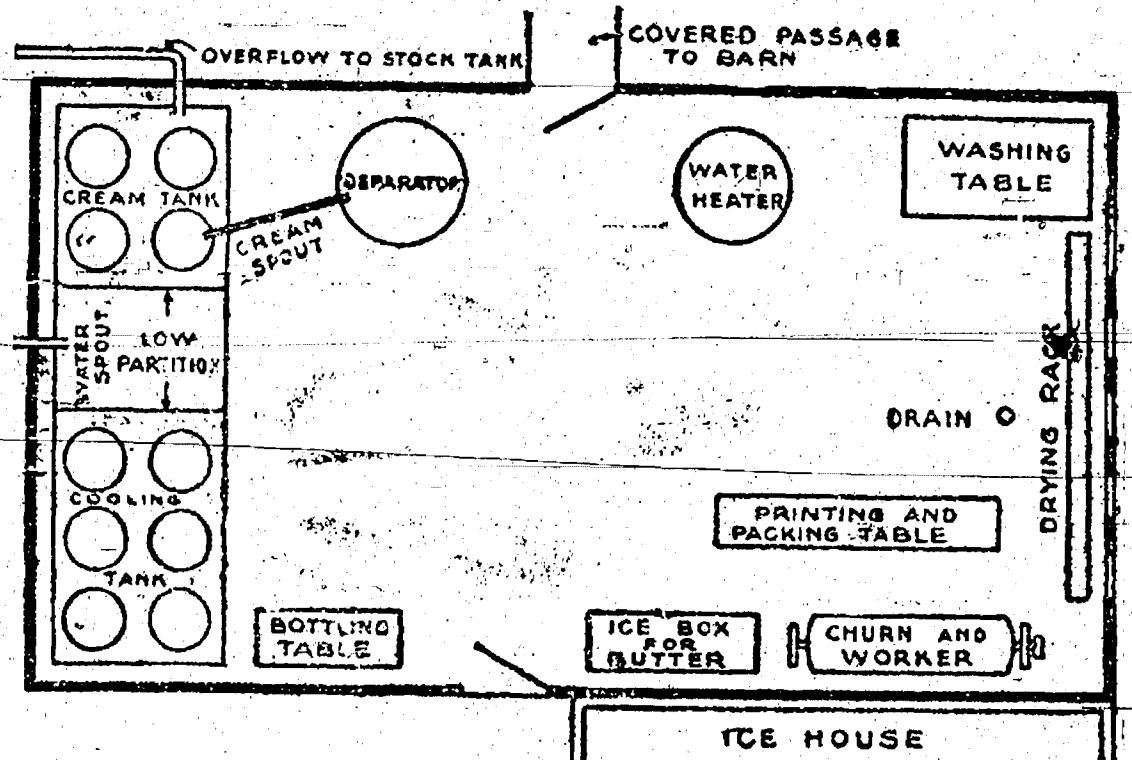 OVERFLOW TO STOCK TANK
COVERED PASSAGE
TO BARN
CREAM TANK
SEPARATOR
CREAM
SPOUT
WATER
HEATER
WASHING
TABLE
WATER
SPOUT
LOW
PARTITION
DRAIN
DRYING RACK
COOLING
TANK
PRINTING AND
PACKING TABLE
BOTTLING
TABLE
ICE BOX
FOR
BUTTER
CHURN AND
WORKER
ICE HOUSE